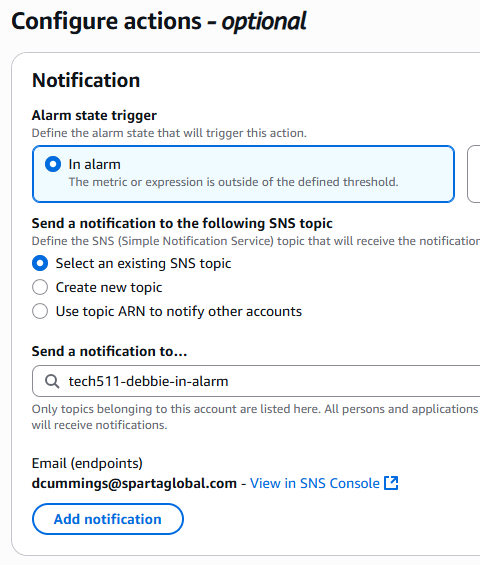 Configure actions - optional
Notification
Alarm state trigger
Define the alarm state that will trigger this action.
In alarm
The metric or expression is outside of the defined threshold.
Send a notification to the following SNS topic
Define the SNS (Simple Notification Service) topic that will receive the notification
Select an existing SNS topic
Create new topic
Use topic ARN to notify other accounts
Send a notification to...
tech511-debbie-in-alarm
Only topics belonging to this account are listed here. All persons and applications
will receive notifications.
Email (endpoints)
dcummings@spartaglobal.com - View in SNS Console
Add notification